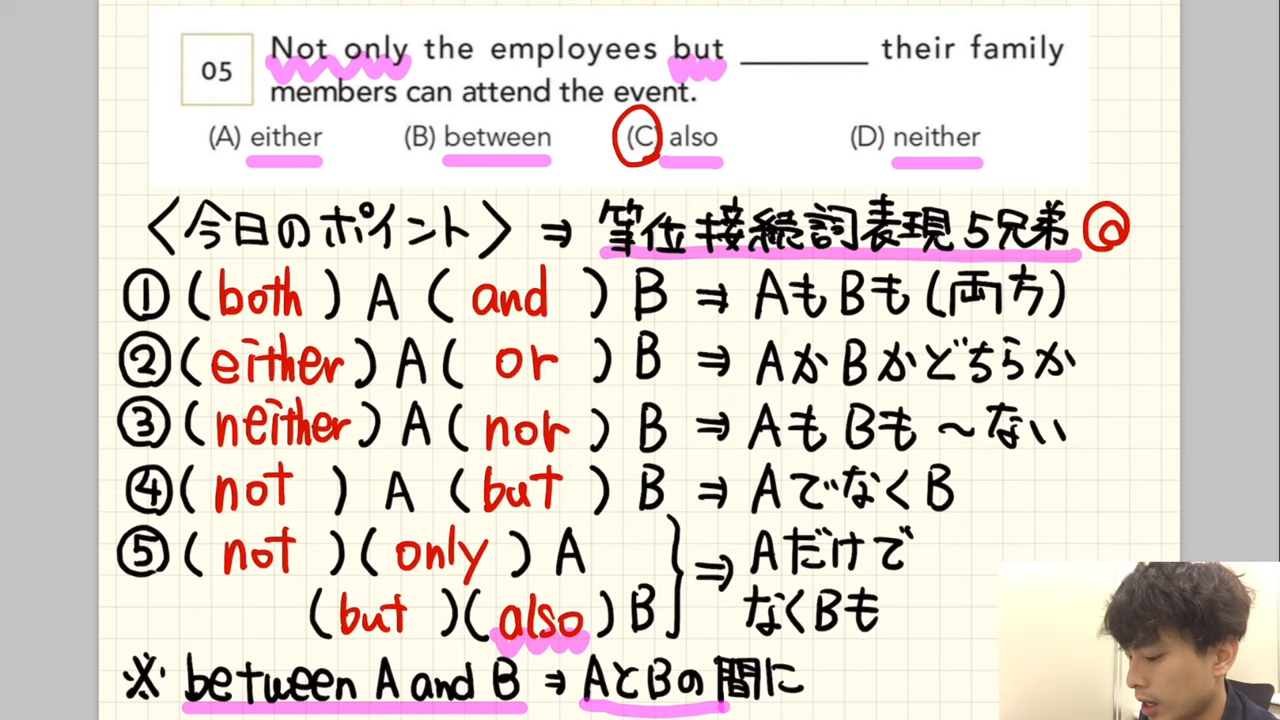 05
Not only the employees but ________ their family
members can attend the event.
(A) either (B) between (C) also (D) neither
〈今日のポイント〉⇒ 等位接続詞表現5兄弟
①(both) A (and) B ⇒ AもBも(両方)
②(either) A (or) B ⇒ AかBかどちらか
③(neither) A (nor) B ⇒ AもBも〜ない
④(not) A (but) B ⇒ AでなくB
⑤(not)(only) A
(but)(also) B ⇒ Aだけで
なくBも
※ between A and B ⇒ AとBの間に